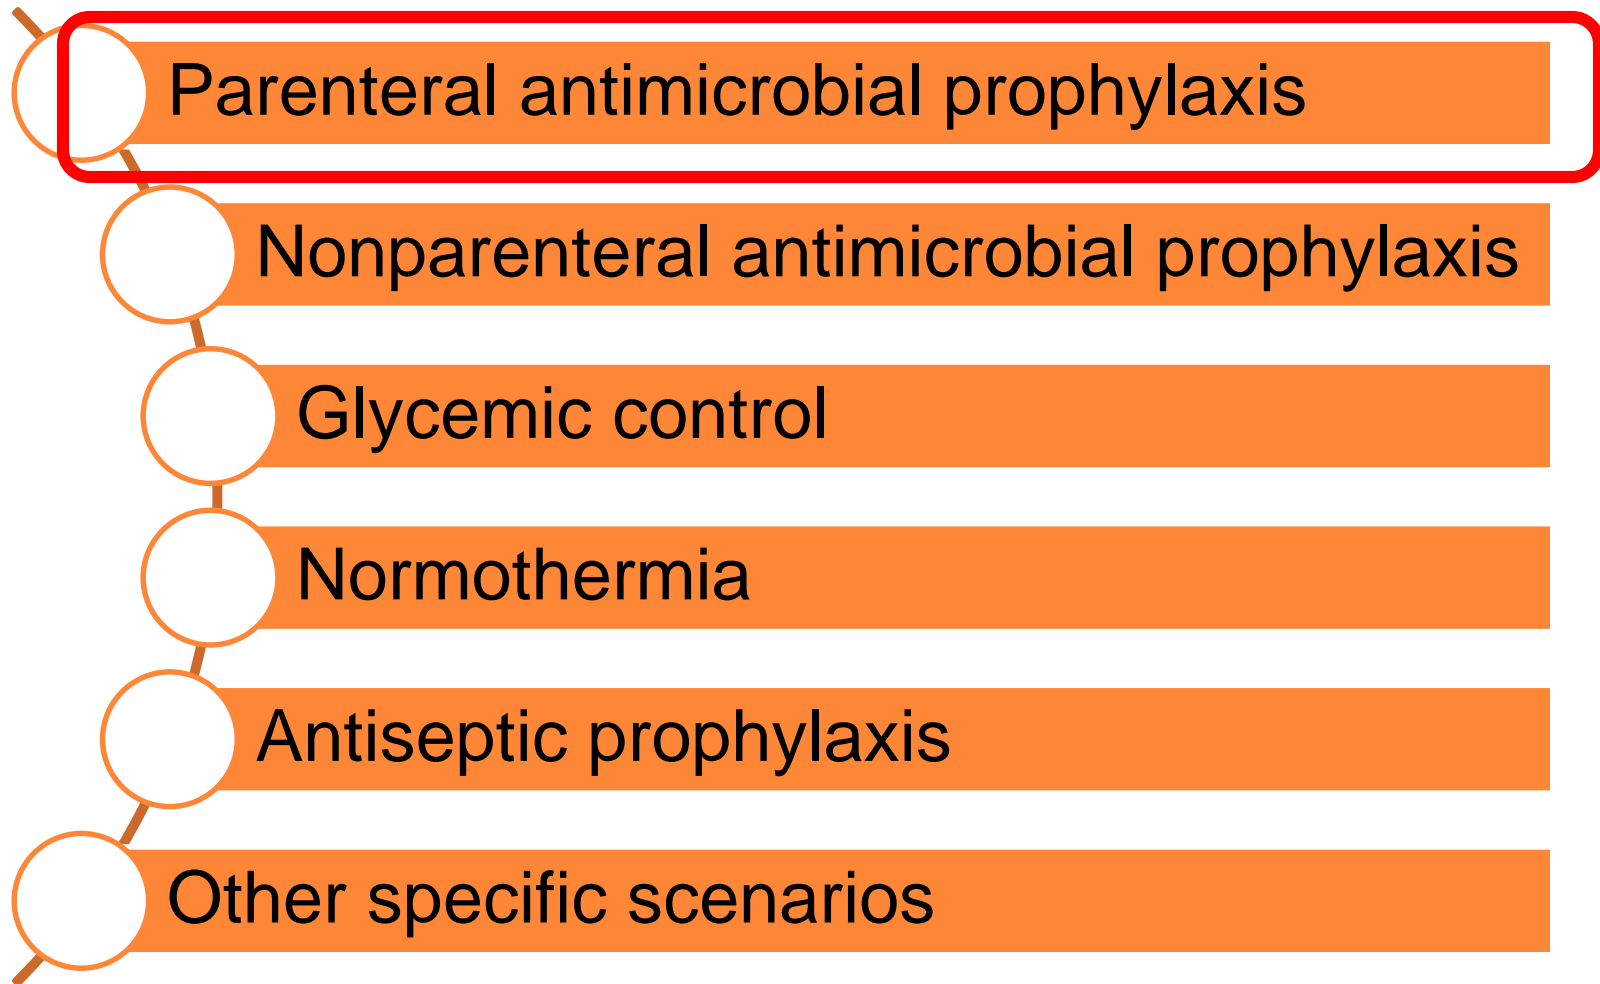 Parenteral antimicrobial prophylaxis
Nonparenteral antimicrobial prophylaxis
Glycemic control
Normothermia
Antiseptic prophylaxis
Other specific scenarios